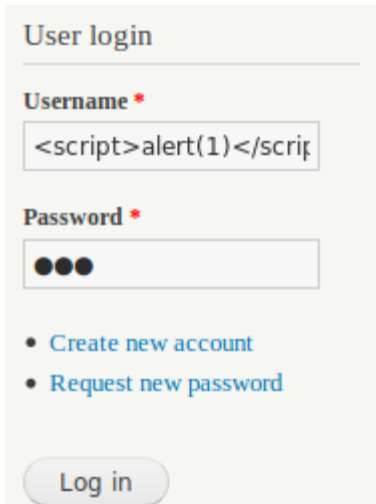 User login
Username *
<script>alert(1)</scrip
Password *
Create new account
Request new password
Log in